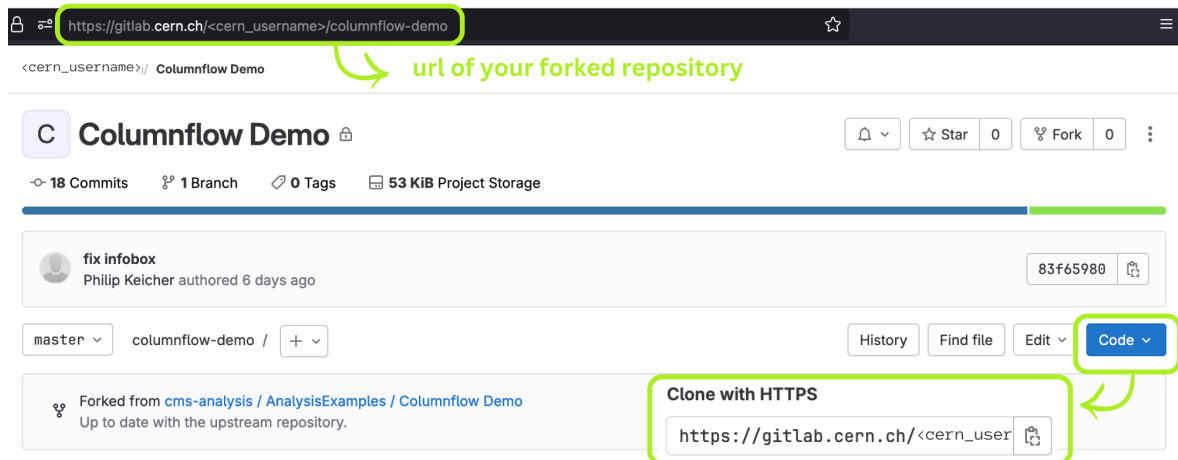 https://gitlab.cern.ch/<cern_username>/columnflow-demo
<cern_username>/ Columnflow Demo
url of your forked repository
C Columnflow Demo
Star 0 Fork 0
18 Commits 1 Branch 0 Tags 53 KiB Project Storage
fix infobox
Philip Keicher authored 6 days ago
83f65980
master columnflow-demo / + History Find file Edit Code
Forked from cms-analysis / AnalysisExamples / Columnflow Demo
Up to date with the upstream repository.
Clone with HTTPS
https://gitlab.cern.ch/<cern_user